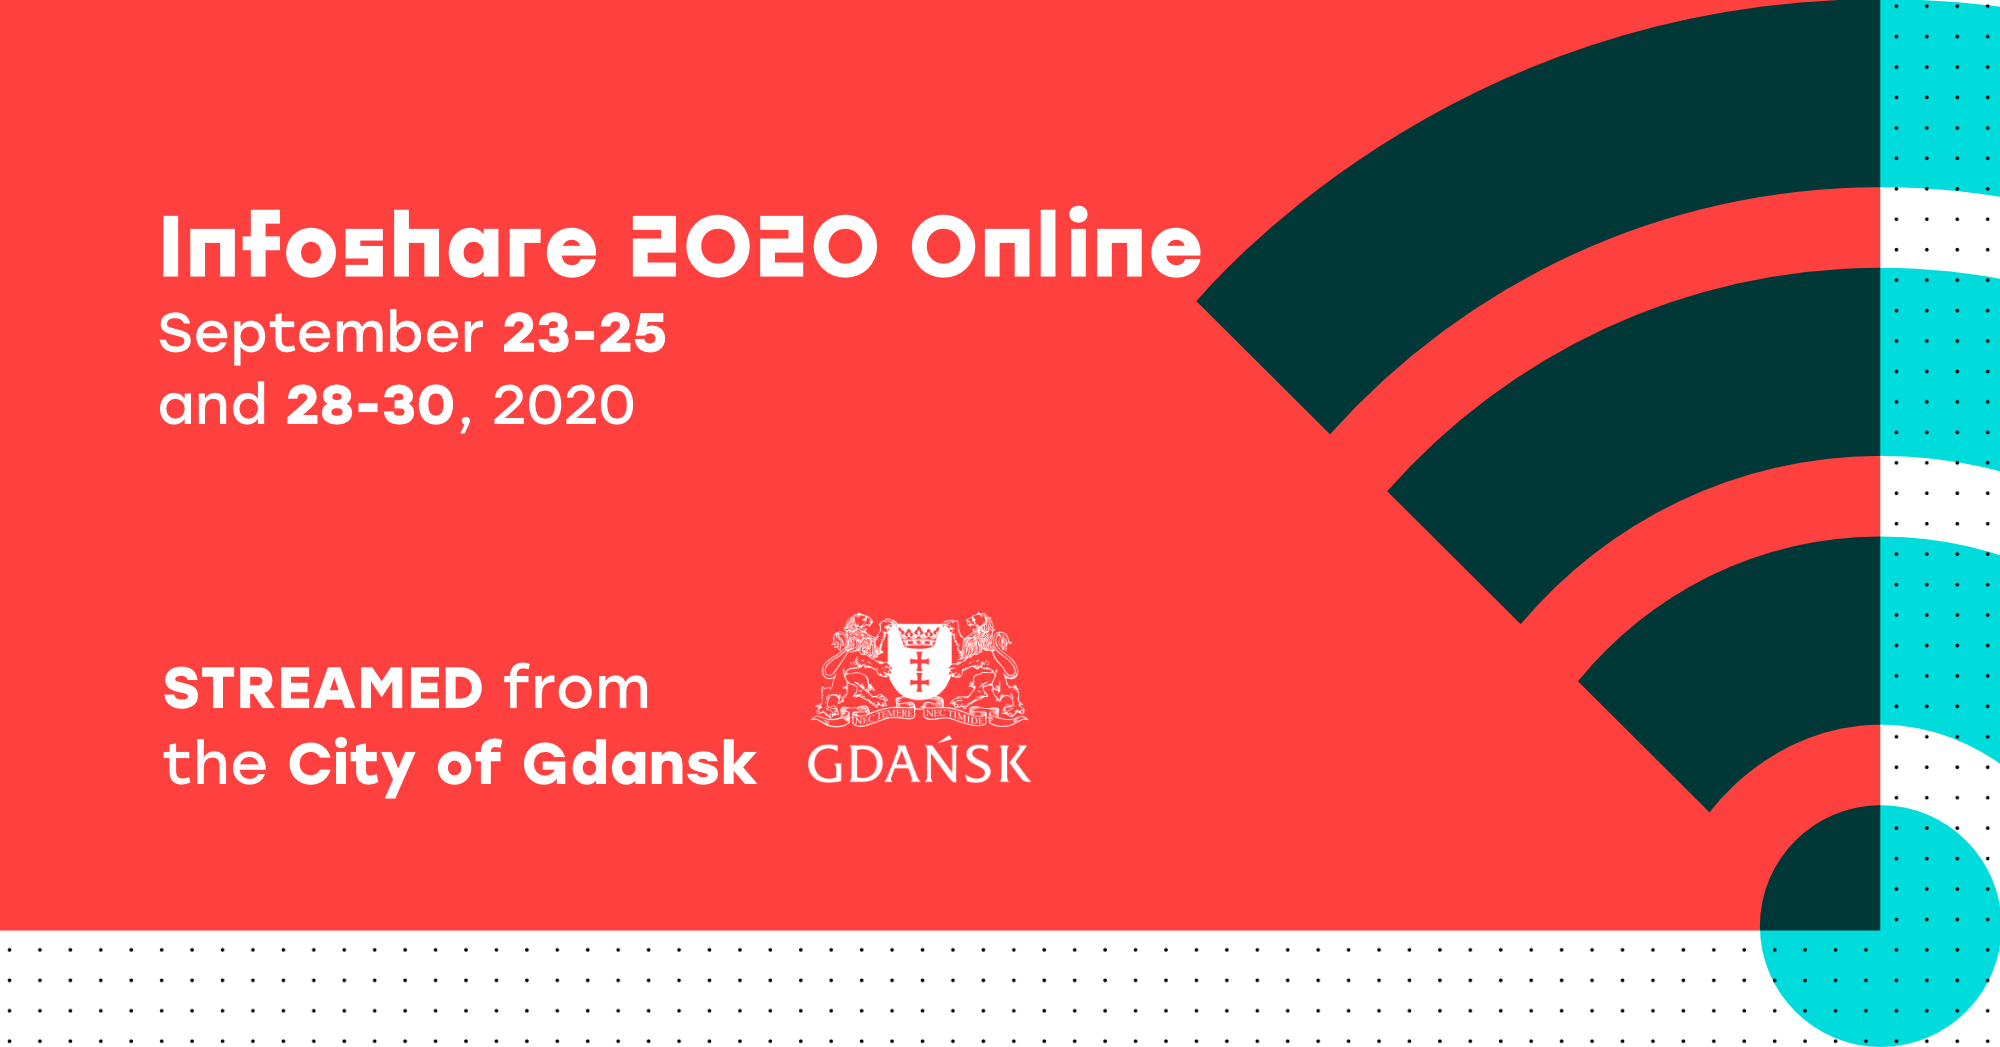 Infoshare 2020 Online
September 23-25
and 28-30, 2020
STREAMED from
the City of Gdansk
NEC TEMERE NEC TIMIDE
GDAŃSK